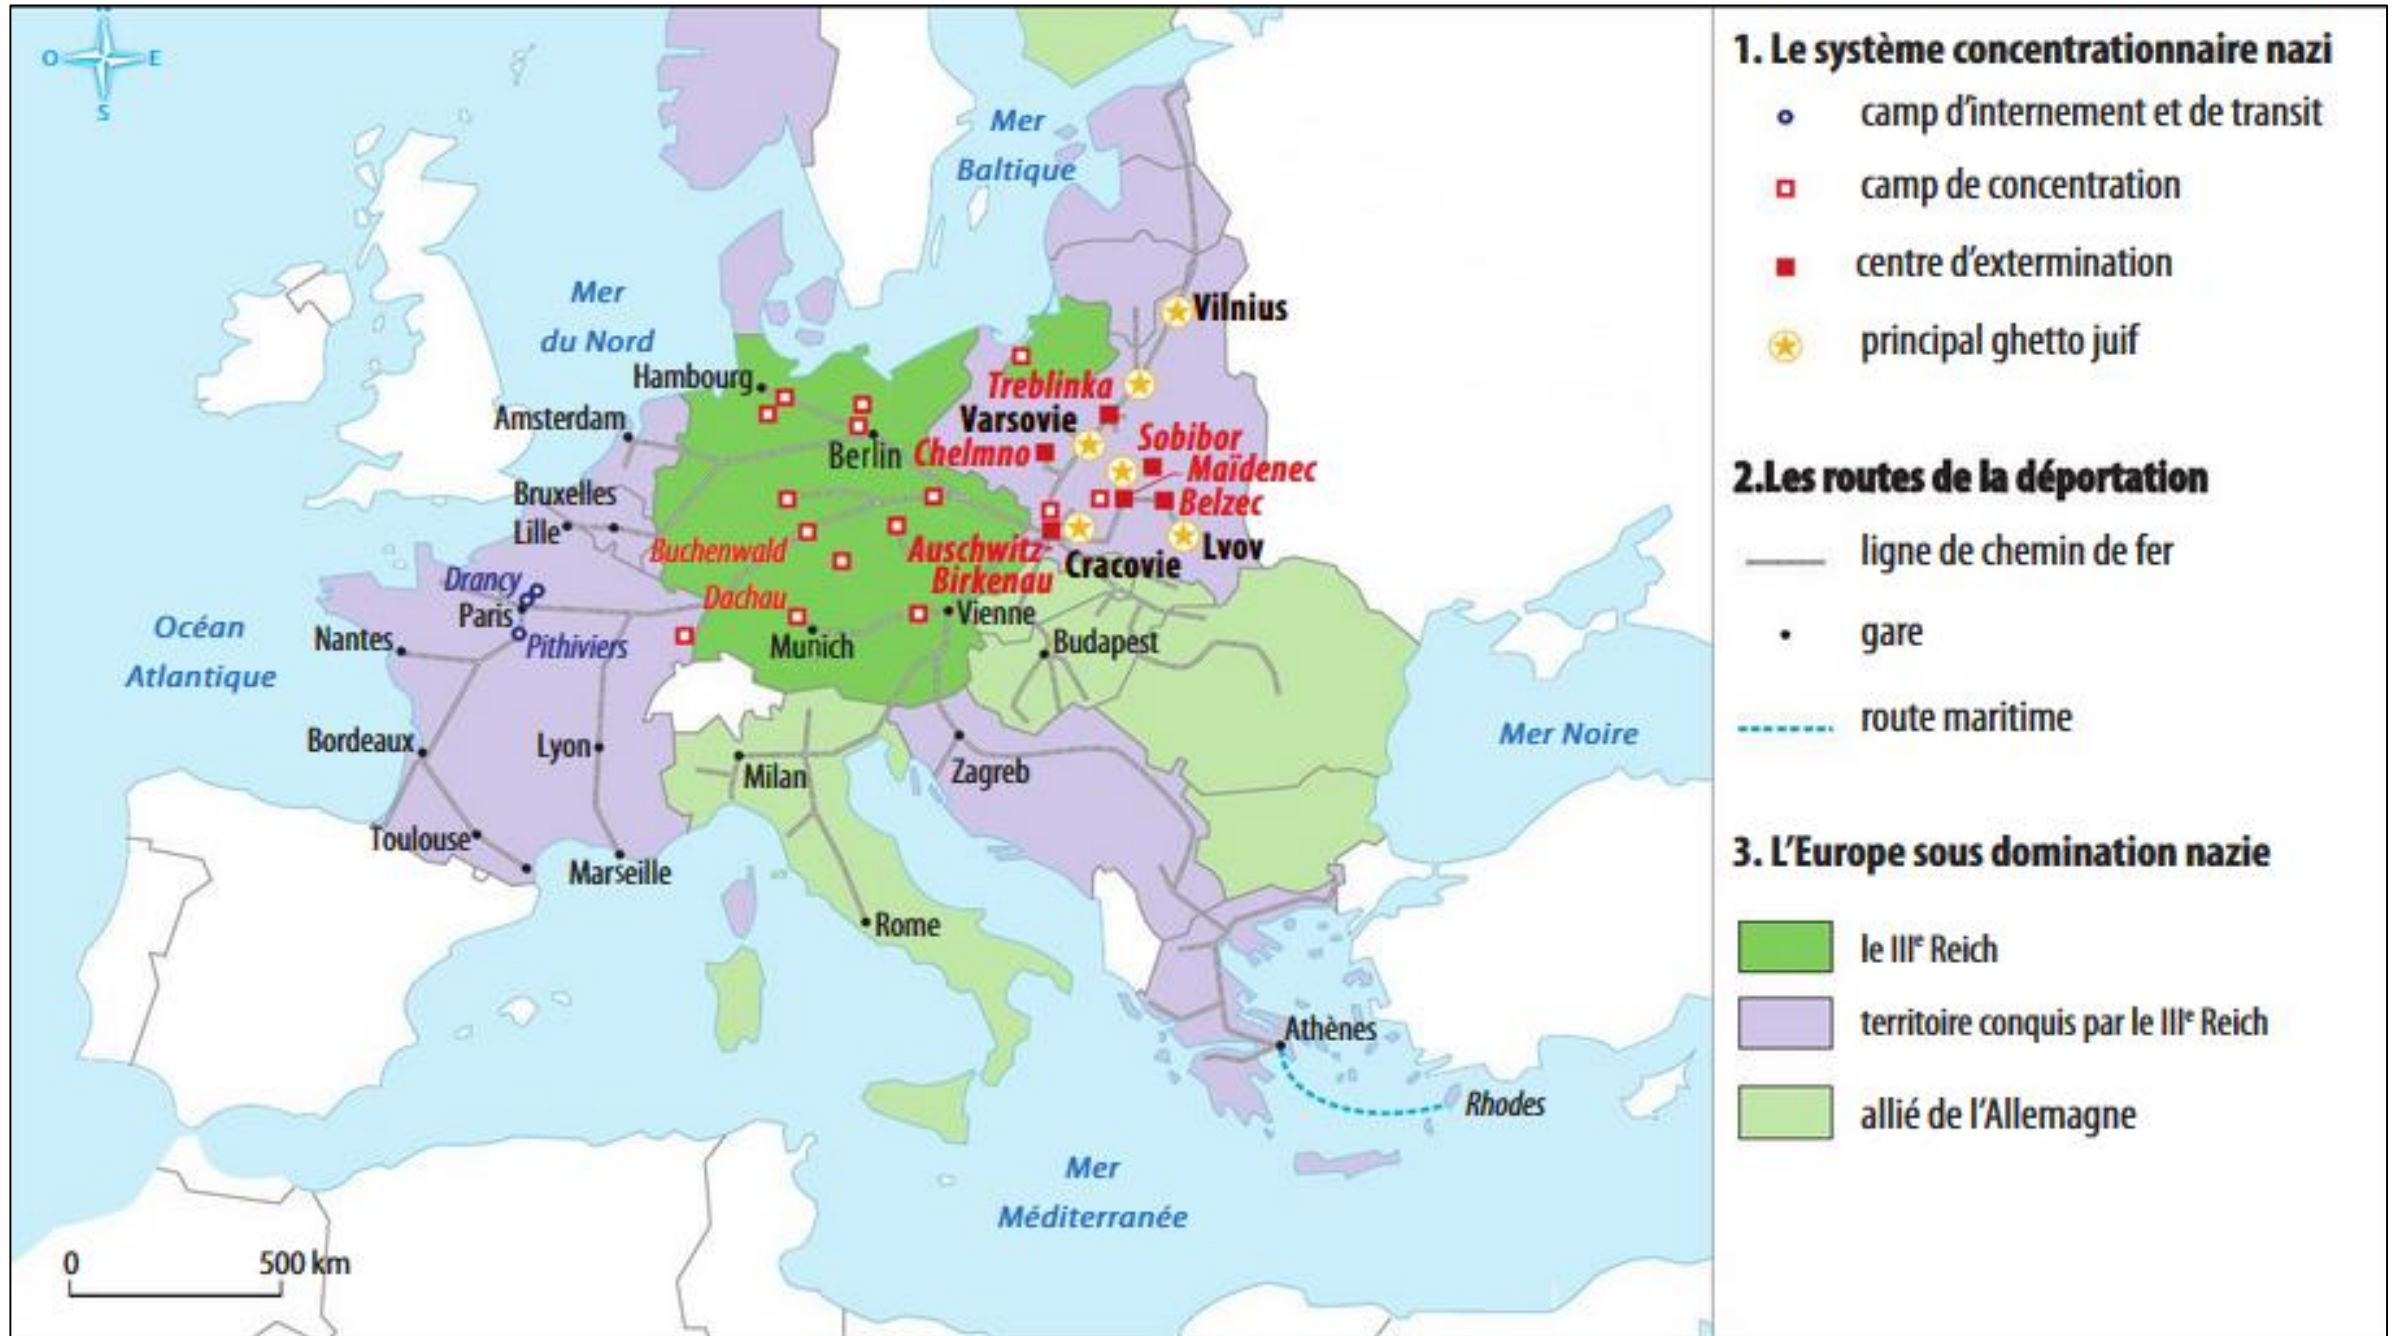 O
E
S
Mer
Baltique
Mer
du Nord
Vilnius
Hambourg
Treblinka
Amsterdam
Varsovie
Berlin
Chelmno
Sobibor
Maïdenec
Bruxelles
Belzec
Lille
Buchenwald
Auschwitz-
Birkenau
Cracovie
Lvov
Drancy
Dachau
Paris
Vienne
Océan
Atlantique
Nantes
Pithiviers
Munich
Budapest
Mer Noire
Bordeaux
Lyon
Milan
Zagreb
Toulouse
Marseille
Rome
Athènes
Rhodes
Mer
Méditerranée
0 500 km
1. Le système concentrationnaire nazi
camp d'internement et de transit
camp de concentration
centre d'extermination
principal ghetto juif
2.Les routes de la déportation
ligne de chemin de fer
gare
route maritime
3. L'Europe sous domination nazie
le IIIe Reich
territoire conquis par le IIIe Reich
allié de l'Allemagne